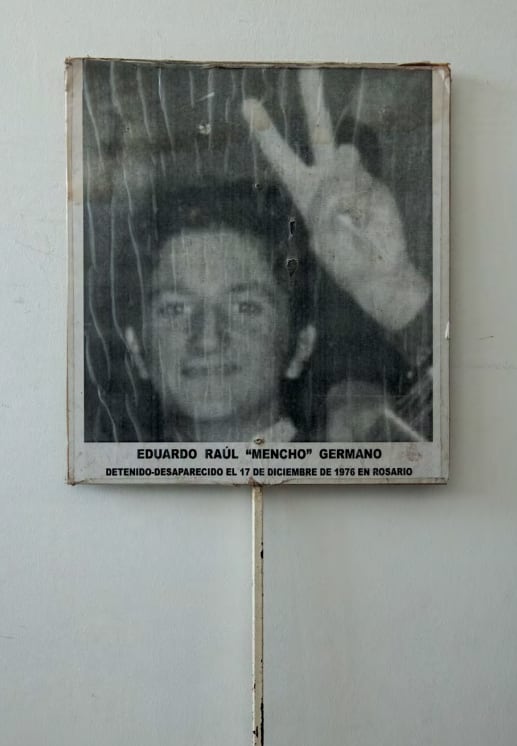 EDUARDO RAÚL “MENCHO” GERMANO
DETENIDO-DESAPARECIDO EL 17 DE DICIEMBRE DE 1976 EN ROSARIO